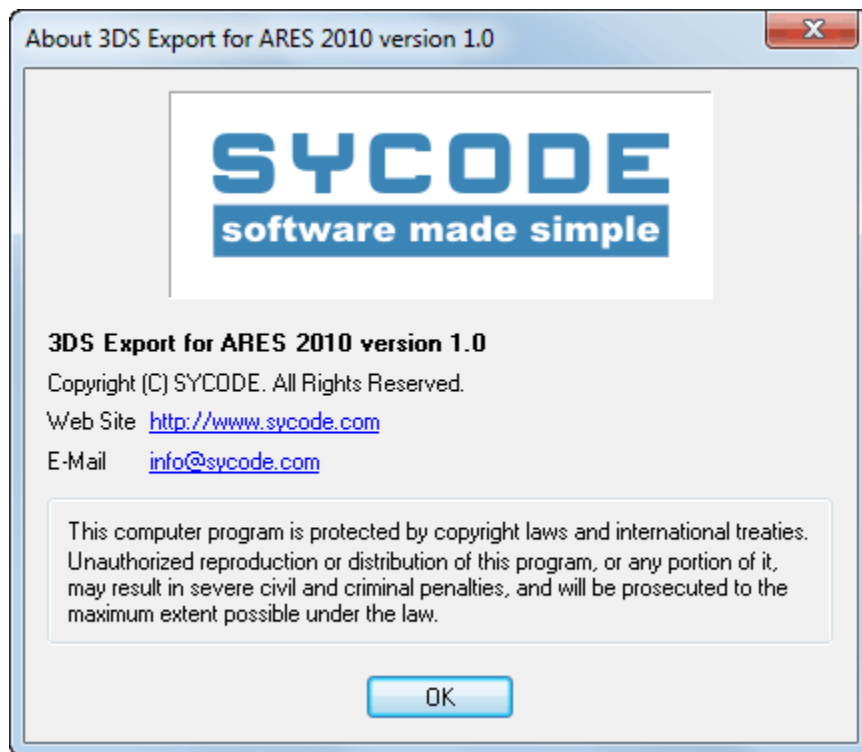 About 3DS Export for ARES 2010 version 1.0
SYCODE
software made simple
3DS Export for ARES 2010 version 1.0
Copyright (C) SYCODE. All Rights Reserved.
Web Site http://www.sycode.com
E-Mail info@sycode.com
This computer program is protected by copyright laws and international treaties.
Unauthorized reproduction or distribution of this program, or any portion of it,
may result in severe civil and criminal penalties, and will be prosecuted to the
maximum extent possible under the law.
OK